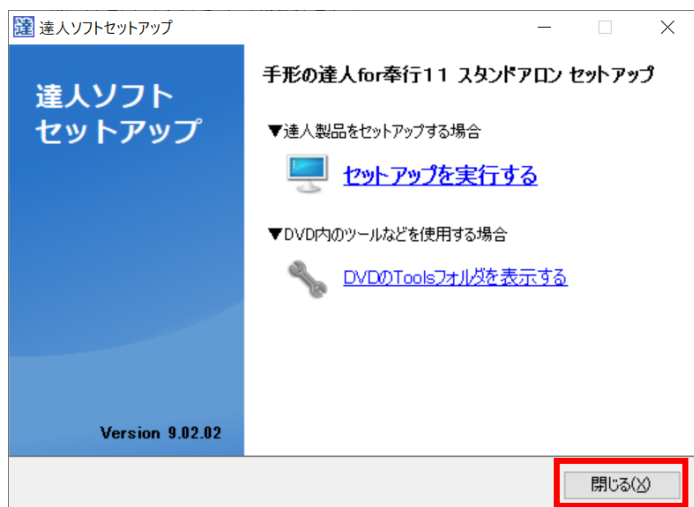 達人ソフトセットアップ
達人ソフト
セットアップ
手形の達人for奉行11 スタンドアロン セットアップ
▼達人製品をセットアップする場合
セットアップを実行する
▼DVD内のツールなどを使用する場合
DVDのToolsフォルダを表示する
Version 9.02.02
閉じる(X)